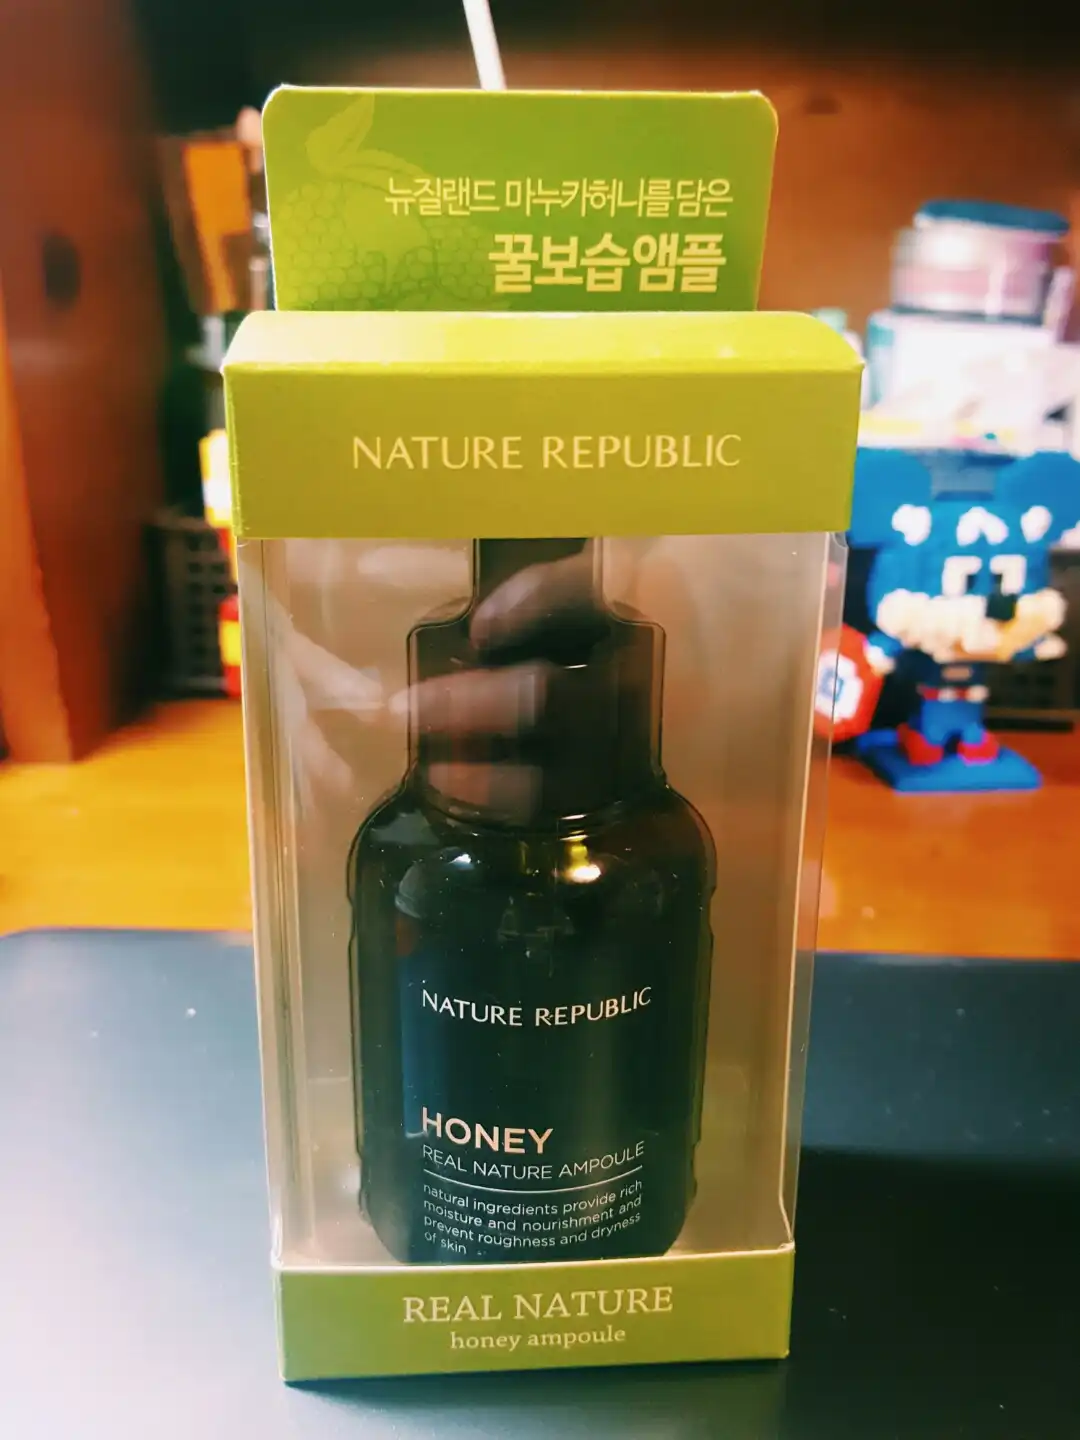 뉴질랜드 마누카허니를 담은
꿀보습앰플
NATURE REPUBLIC
NATURE REPUBLIC
HONEY
REAL NATURE AMPOULE
natural ingredients provide rich
moisture and nourishment and
prevent roughness and dryness
of skin
REAL NATURE
honey ampoule